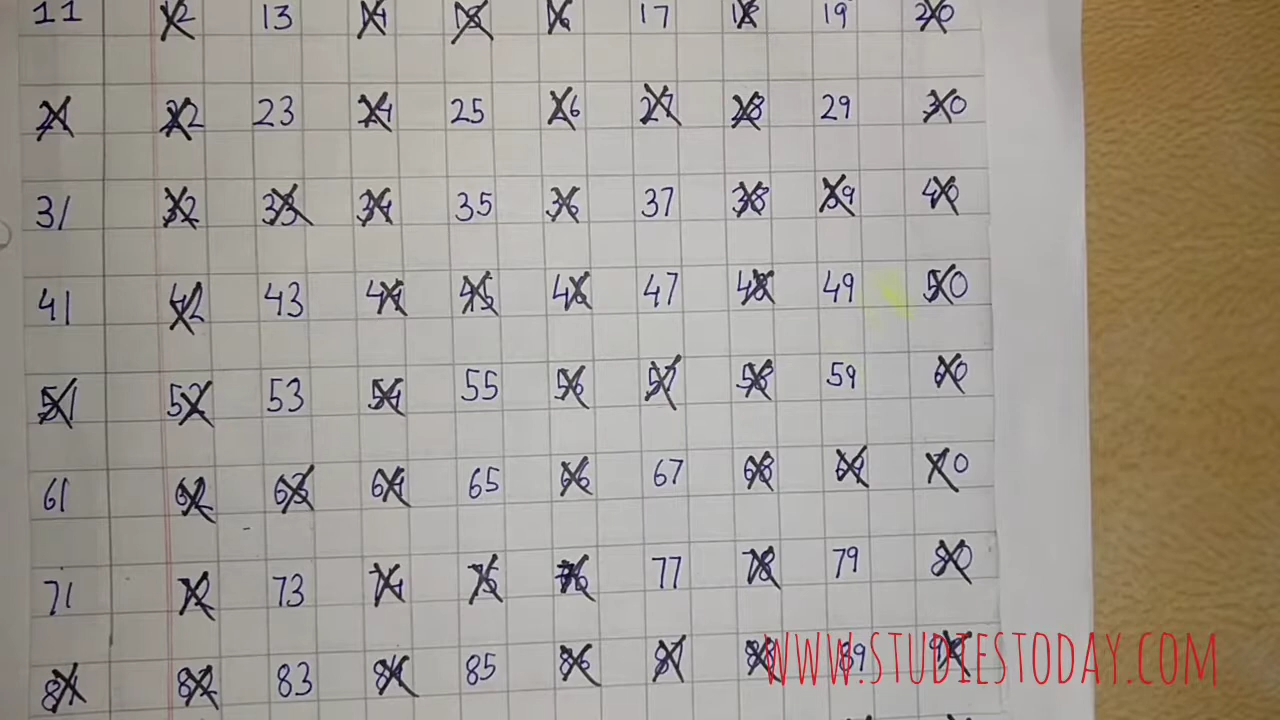 11 12 13 14 15 16 17 18 19 20
21 22 23 24 25 26 27 28 29 30
31 32 33 34 35 36 37 38 39 40
41 42 43 44 45 46 47 48 49 50
51 52 53 54 55 56 57 58 59 60
61 62 63 64 65 66 67 68 69 70
71 72 73 74 75 76 77 78 79 80
81 82 83 84 85 86 87 88 89 90
WWW.STUDIESTODAY.COM